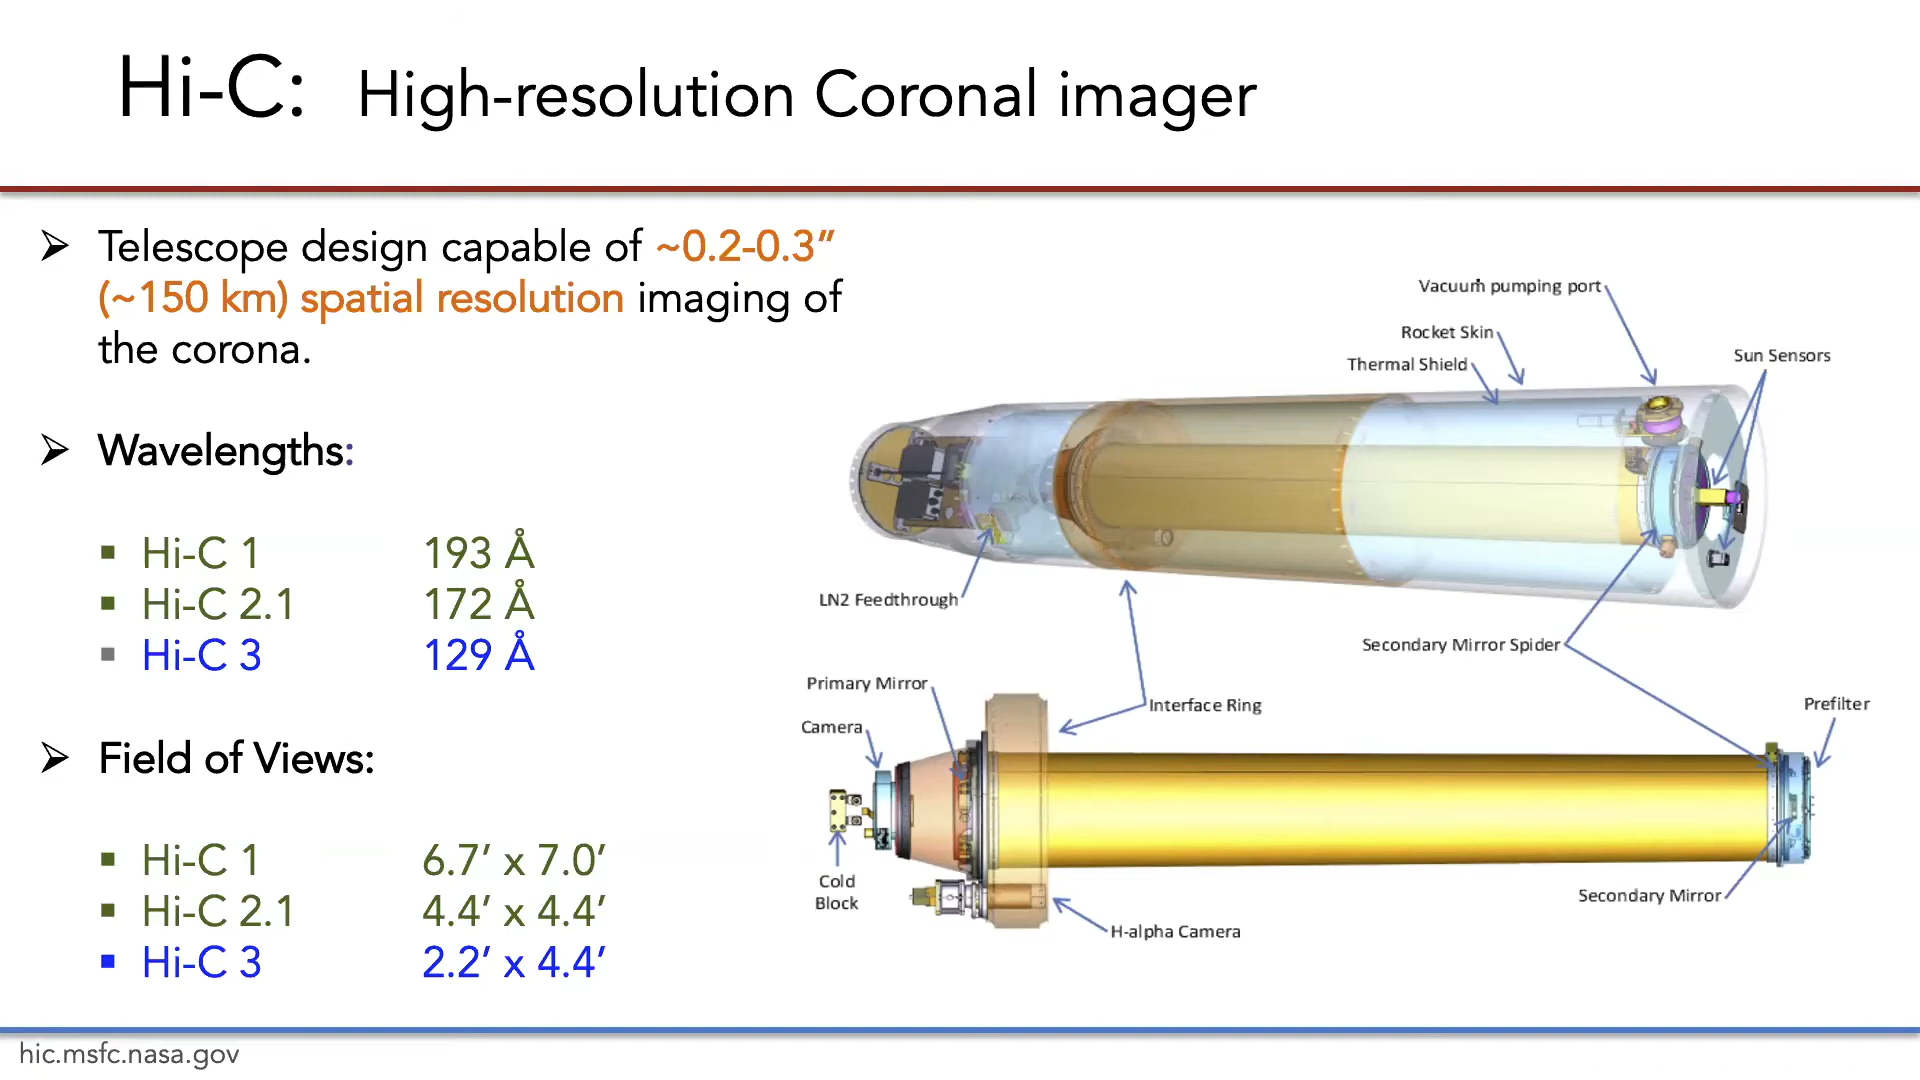 Hi-C: High-resolution Coronal imager
➢ Telescope design capable of ~0.2-0.3”
(~150 km) spatial resolution imaging of
the corona.
➢ Wavelengths:
▪ Hi-C 1 193 Å
▪ Hi-C 2.1 172 Å
▪ Hi-C 3 129 Å
➢ Field of Views:
▪ Hi-C 1 6.7’ x 7.0’
▪ Hi-C 2.1 4.4’ x 4.4’
▪ Hi-C 3 2.2’ x 4.4’
Vacuum pumping port
Rocket Skin
Thermal Shield
Sun Sensors
LN2 Feedthrough
Secondary Mirror Spider
Primary Mirror
Interface Ring
Prefilter
Camera
Cold
Block
Secondary Mirror
H-alpha Camera
hic.msfc.nasa.gov